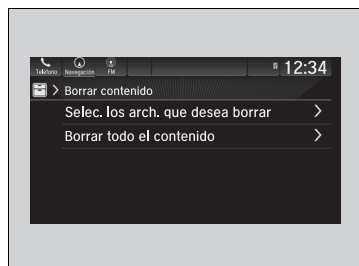 Teléfono Navegación FM 12:34
> Borrar contenido
Selec. los arch. que desea borrar >
Borrar todo el contenido >